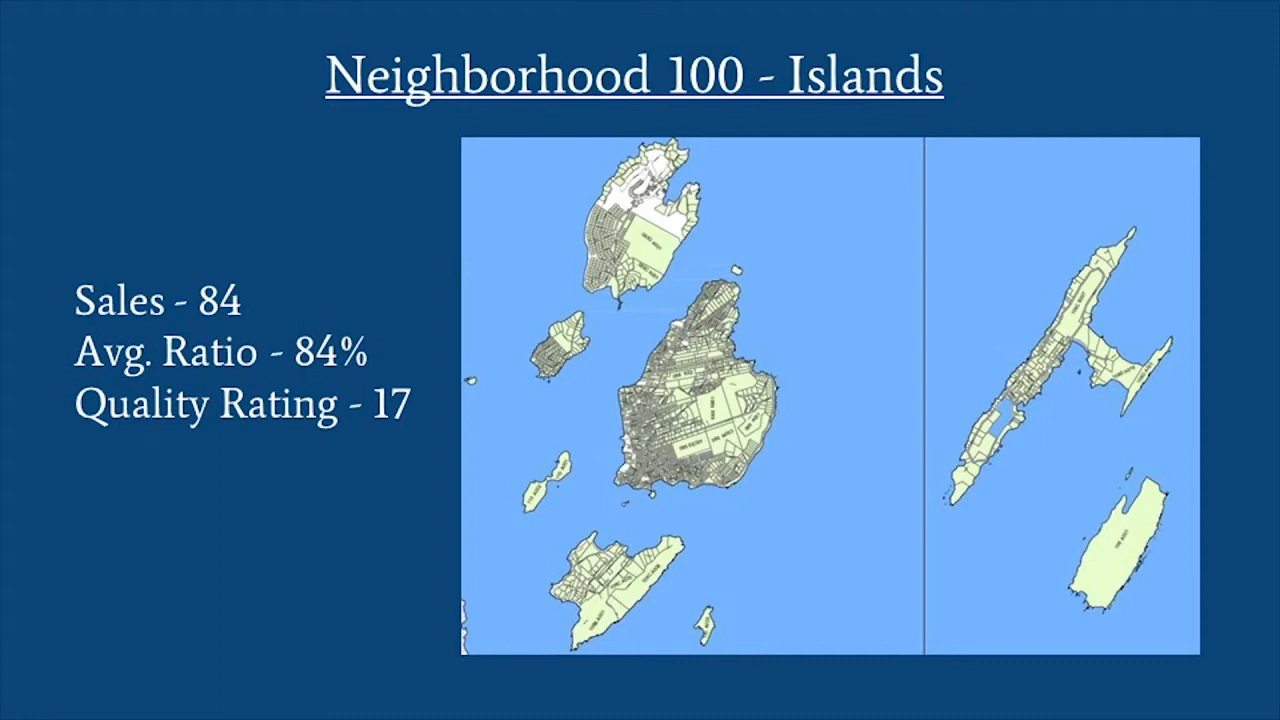 Neighborhood 100 - Islands
Sales - 84
Avg. Ratio - 84%
Quality Rating - 17